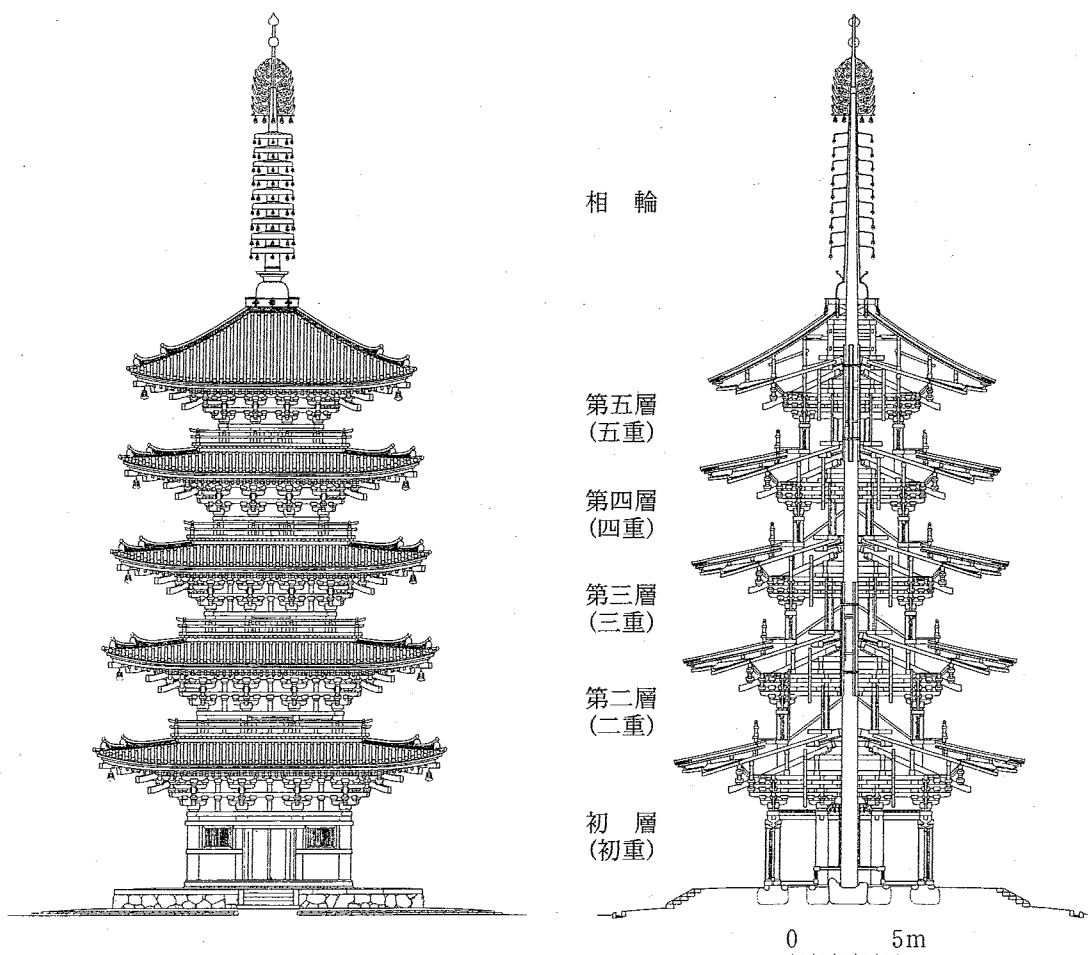 相 輪
第五層
(五重)
第四層
(四重)
第三層
(三重)
第二層
(二重)
初 層
(初重)
0 5m